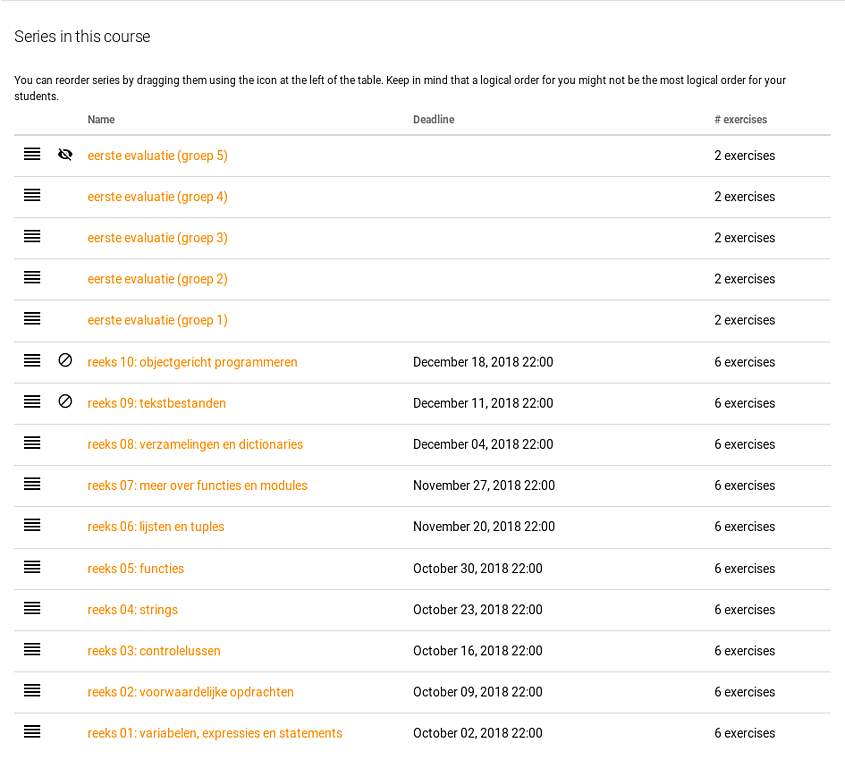 Series in this course
You can reorder series by dragging them using the icon at the left of the table. Keep in mind that a logical order for you might not be the most logical order for your
students.
Name Deadline # exercises
eerste evaluatie (groep 5) 2 exercises
eerste evaluatie (groep 4) 2 exercises
eerste evaluatie (groep 3) 2 exercises
eerste evaluatie (groep 2) 2 exercises
eerste evaluatie (groep 1) 2 exercises
reeks 10: objectgericht programmeren December 18, 2018 22:00 6 exercises
reeks 09: tekstbestanden December 11, 2018 22:00 6 exercises
reeks 08: verzamelingen en dictionaries December 04, 2018 22:00 6 exercises
reeks 07: meer over functies en modules November 27, 2018 22:00 6 exercises
reeks 06: lijsten en tuples November 20, 2018 22:00 6 exercises
reeks 05: functies October 30, 2018 22:00 6 exercises
reeks 04: strings October 23, 2018 22:00 6 exercises
reeks 03: controlelussen October 16, 2018 22:00 6 exercises
reeks 02: voorwaardelijke opdrachten October 09, 2018 22:00 6 exercises
reeks 01: variabelen, expressies en statements October 02, 2018 22:00 6 exercises